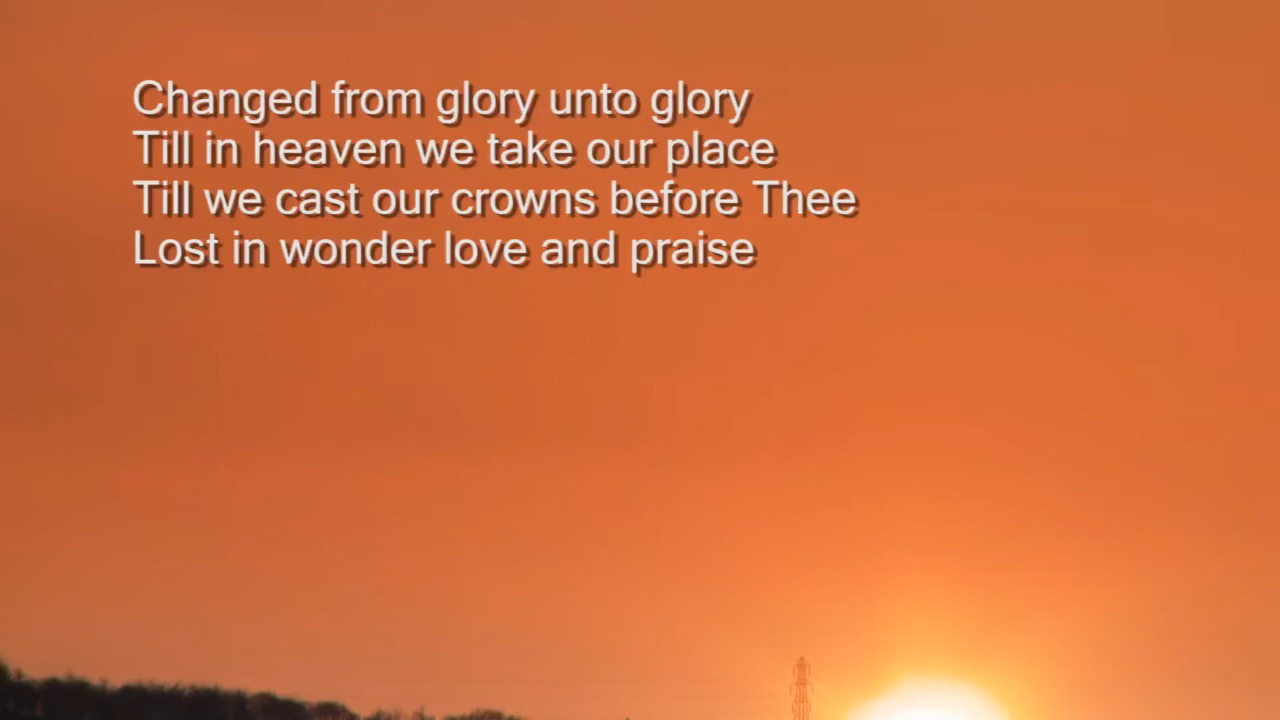 Changed from glory unto glory
Till in heaven we take our place
Till we cast our crowns before Thee
Lost in wonder love and praise